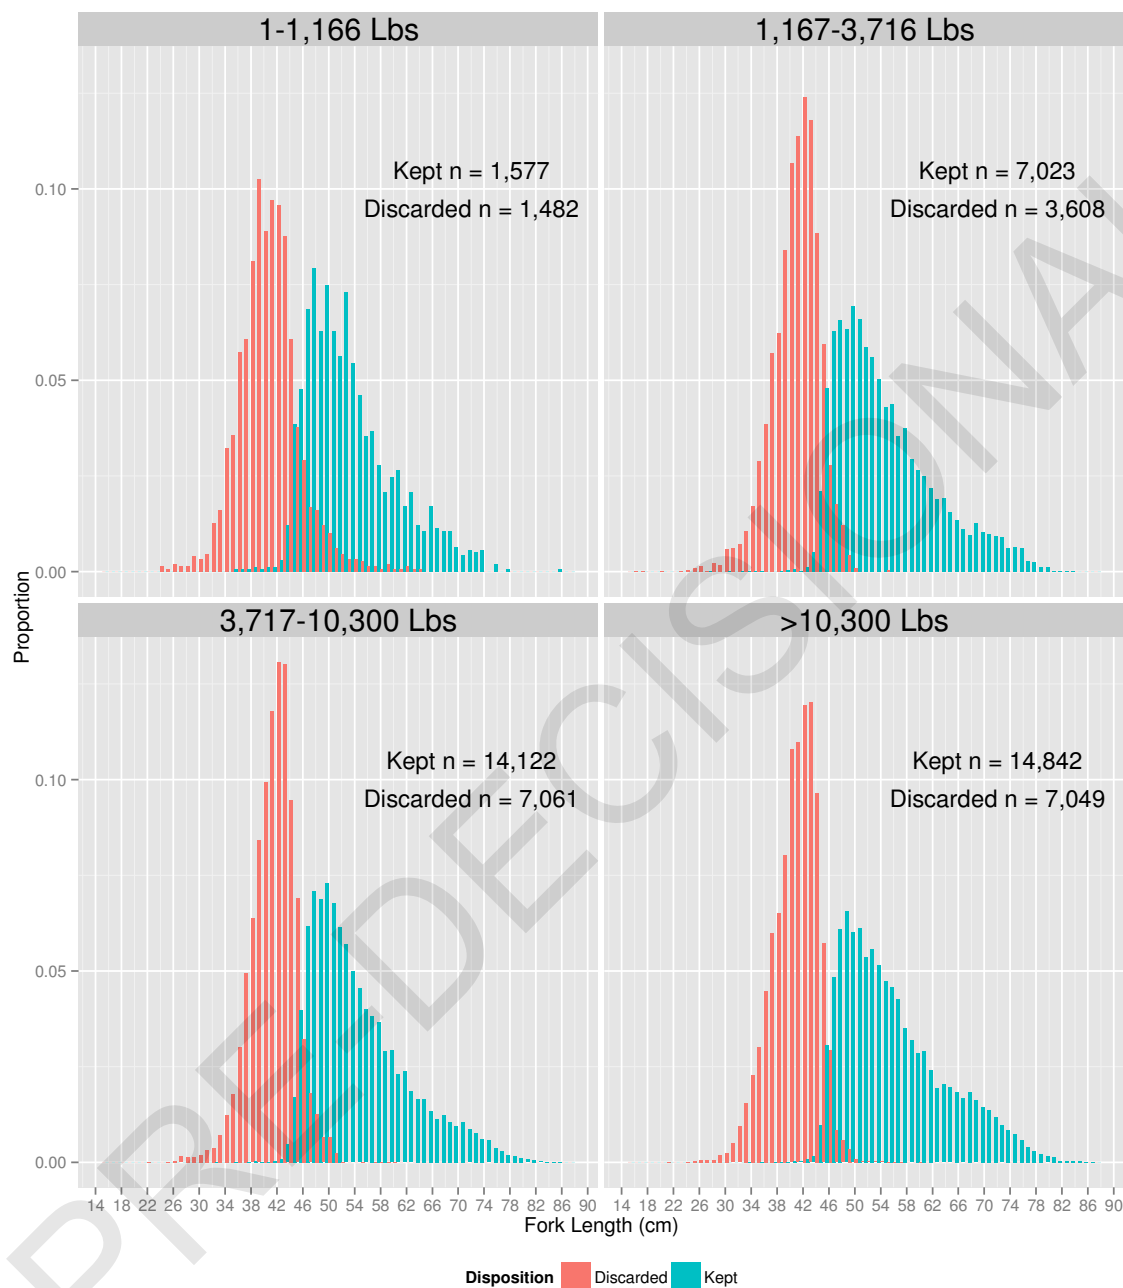 1-1,166 Lbs
1,167-3,716 Lbs
Kept n = 1,577
Discarded n = 1,482
Kept n = 7,023
Discarded n = 3,608
0.10
0.05
0.00
Proportion
3,717-10,300 Lbs
>10,300 Lbs
Kept n = 14,122
Discarded n = 7,061
Kept n = 14,842
Discarded n = 7,049
0.10
0.05
0.00
14 18 22 26 30 34 38 42 46 50 54 58 62 66 70 74 78 82 86 90
14 18 22 26 30 34 38 42 46 50 54 58 62 66 70 74 78 82 86 90
Fork Length (cm)
Disposition Discarded Kept
PRE-DECISIONAL